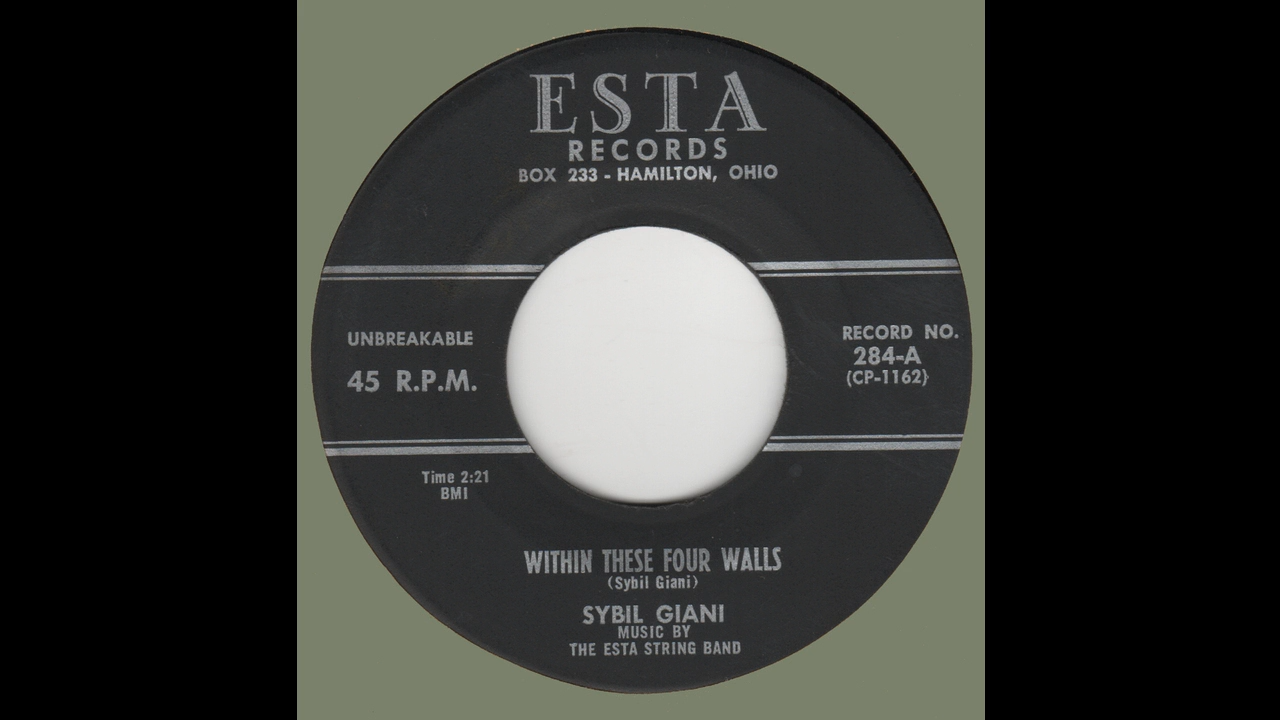 ESTA
RECORDS
BOX 233 - HAMILTON, OHIO
UNBREAKABLE
45 R.P.M.
RECORD NO.
284-A
(CP-1162)
Time 2:21
BMI
WITHIN THESE FOUR WALLS
(Sybil Giani)
SYBIL GIANI
MUSIC BY
THE ESTA STRING BAND